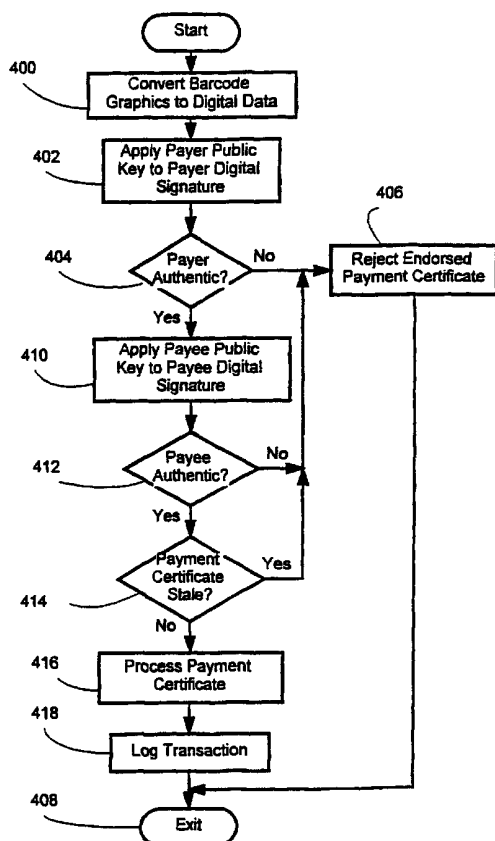 Start
400
Convert Barcode
Graphics to Digital Data
402
Apply Payer Public
Key to Payer Digital
Signature
406
404
Payer
Authentic?
No
Reject Endorsed
Payment Certificate
Yes
410
Apply Payee Public
Key to Payee Digital
Signature
412
Payee
Authentic?
No
Yes
414
Payment
Certificate
Stale?
Yes
No
416
Process Payment
Certificate
418
Log Transaction
408
Exit